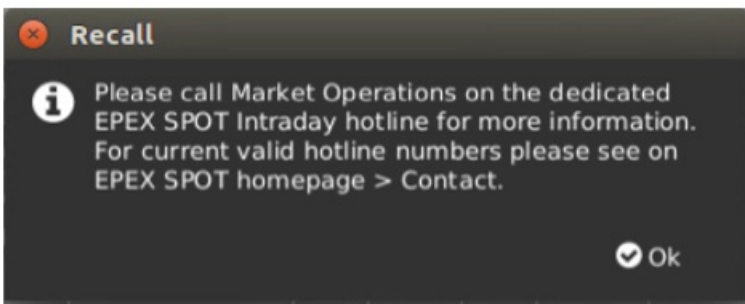 Recall
Please call Market Operations on the dedicated
EPEX SPOT Intraday hotline for more information.
For current valid hotline numbers please see on
EPEX SPOT homepage > Contact.
Ok